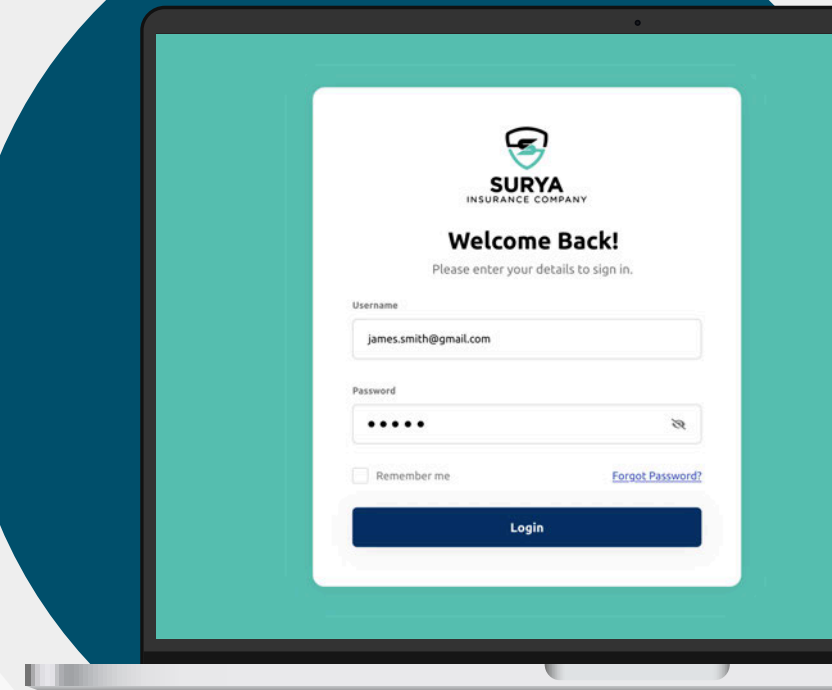 SURYA
INSURANCE COMPANY
Welcome Back!
Please enter your details to sign in.
Username
james.smith@gmail.com
Password
Remember me
Forgot Password?
Login